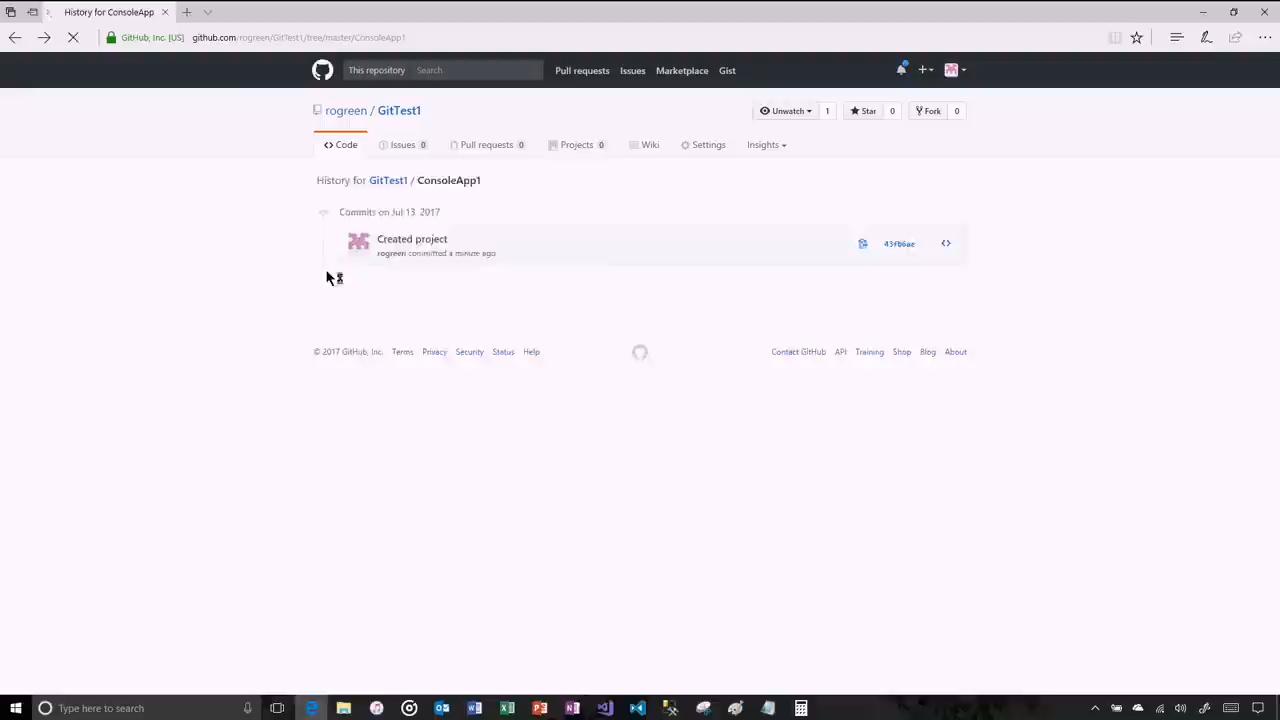 History for ConsoleApp
GitHub, Inc. [US] github.com/rogreen/GitTest1/tree/master/ConsoleApp1
This repository Search Pull requests Issues Marketplace Gist
rogreen / GitTest1 Unwatch 1 Star 0 Fork 0
Code Issues 0 Pull requests 0 Projects 0 Wiki Settings Insights
History for GitTest1 / ConsoleApp1
Commits on Jul 13, 2017
Created project
rogreen committed a minute ago
43fb6ae
© 2017 GitHub, Inc. Terms Privacy Security Status Help Contact GitHub API Training Shop Blog About
Type here to search